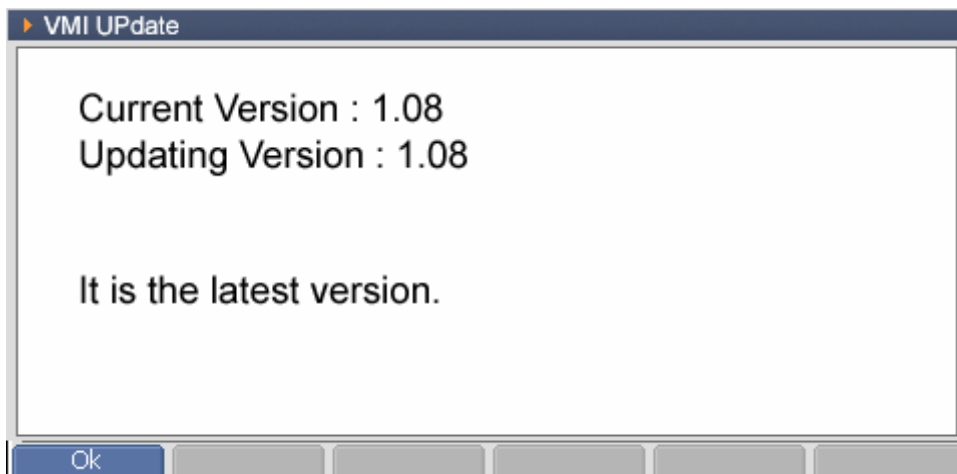 VMI UPdate
Current Version : 1.08
Updating Version : 1.08
It is the latest version.
Ok